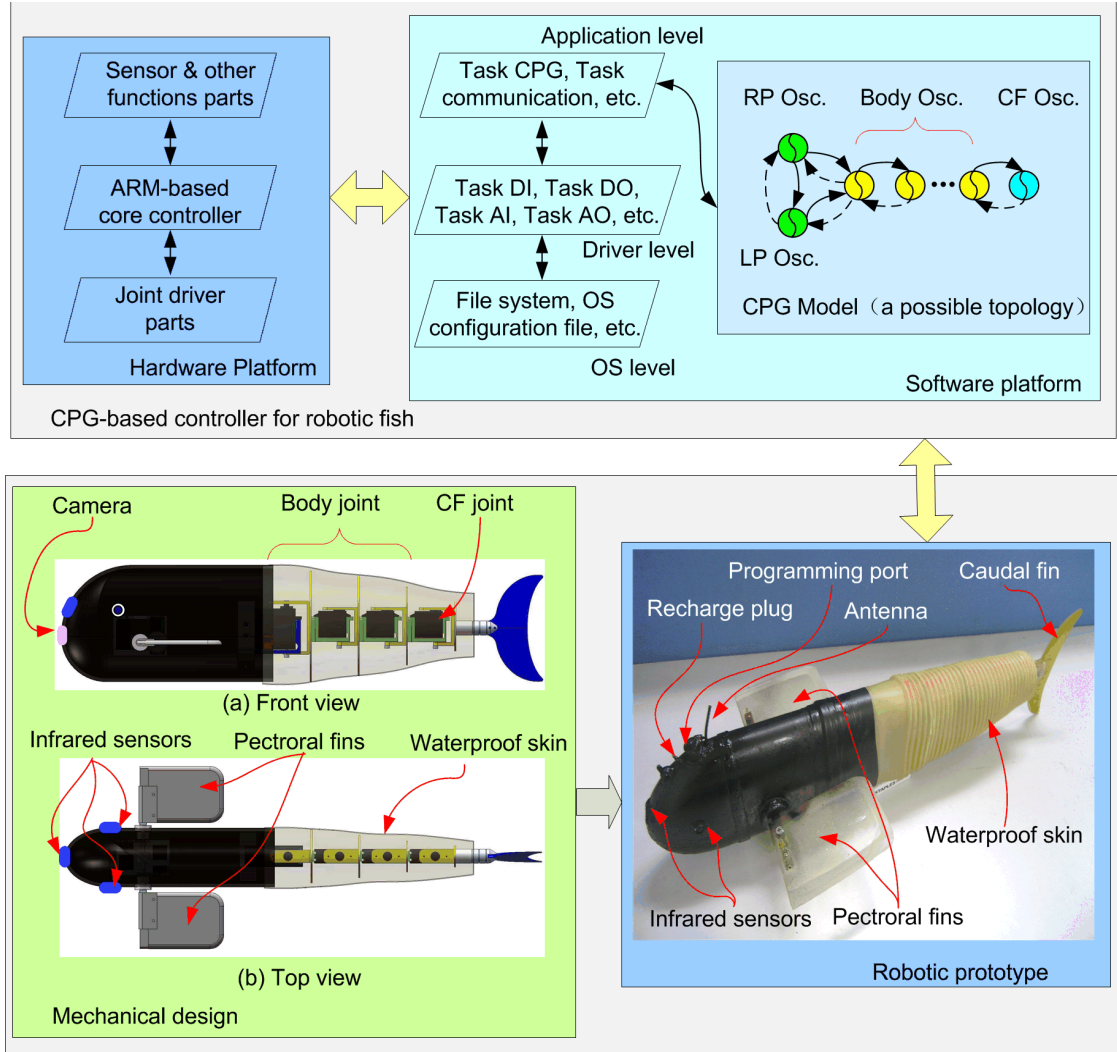 Application level
Sensor & other
functions parts
ARM-based
core controller
Joint driver
parts
Hardware Platform
Task CPG, Task
communication, etc.
Task DI, Task DO,
Task AI, Task AO, etc.
Driver level
File system, OS
configuration file, etc.
OS level
RP Osc.
Body Osc.
CF Osc.
LP Osc.
CPG Model（a possible topology）
Software platform
CPG-based controller for robotic fish
Camera
Body joint
CF joint
(a) Front view
Infrared sensors
Pectroral fins
Waterproof skin
(b) Top view
Mechanical design
Programming port
Caudal fin
Recharge plug
Antenna
Waterproof skin
Infrared sensors
Pectroral fins
Robotic prototype